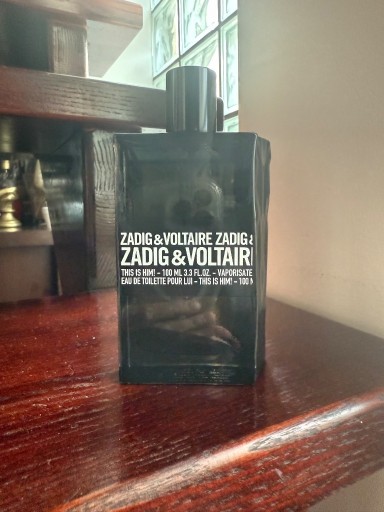 ZADIG&VOLTAIRE ZADIG &
ZADIG&VOLTAIR
THIS IS HIM! – 100 ML 3.3 FL.OZ. – VAPORISATE
EAU DE TOILETTE POUR LUI – THIS IS HIM! – 100 M